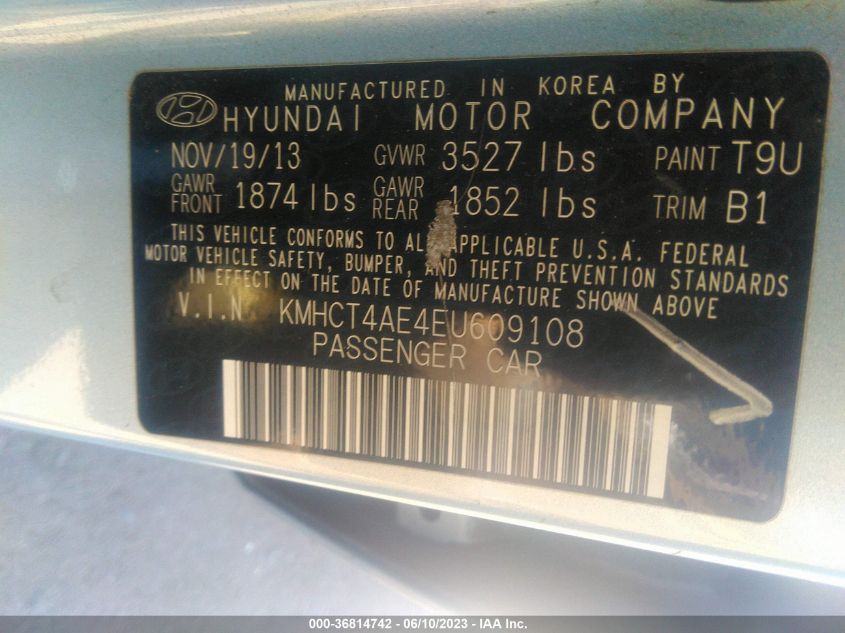 MANUFACTURED IN KOREA BY
HYUNDAI MOTOR COMPANY
NOV/19/13 GVWR 3527 lbs PAINT T9U
GAWR FRONT 1874 lbs GAWR REAR 1852 lbs TRIM B1
THIS VEHICLE CONFORMS TO ALL APPLICABLE U.S.A. FEDERAL
MOTOR VEHICLE SAFETY, BUMPER, AND THEFT PREVENTION STANDARDS
IN EFFECT ON THE DATE OF MANUFACTURE SHOWN ABOVE
V.I.N KMHCT4AE4EU609108
PASSENGER CAR
000-36814742 - 06/10/2023 - IAA Inc.